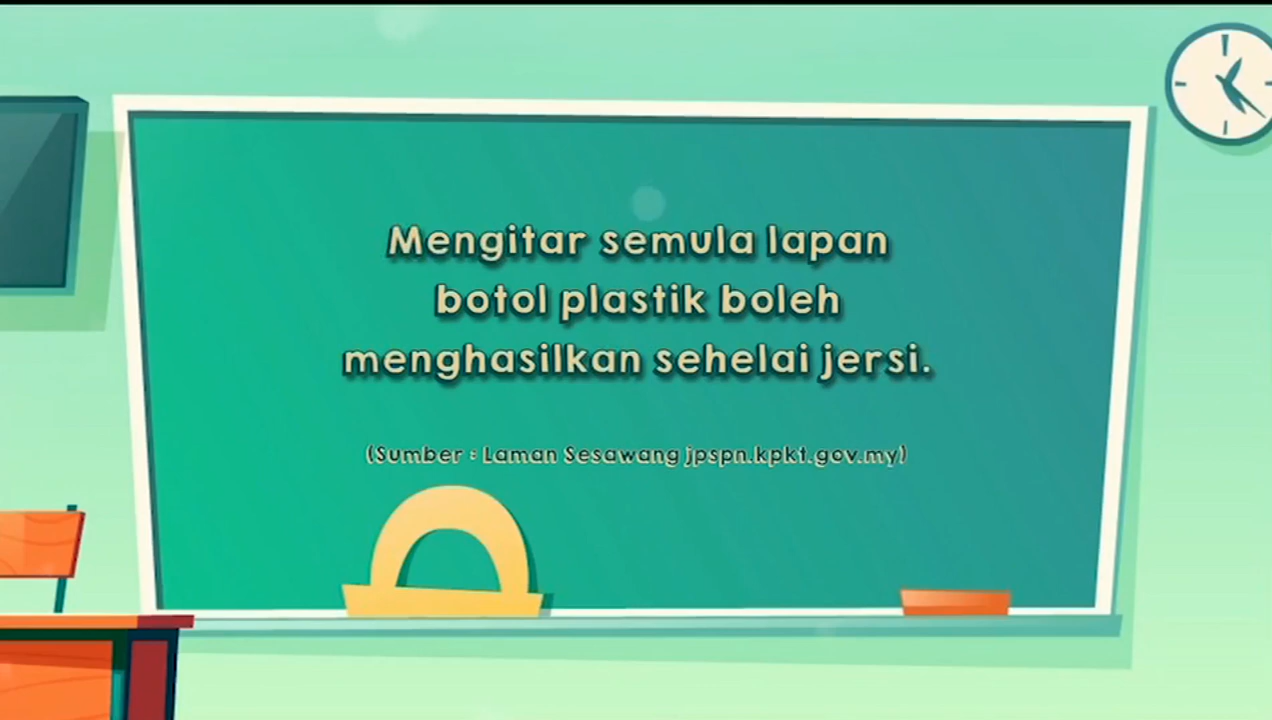 Mengitar semula lapan
botol plastik boleh
menghasilkan sehelai jersi.
(Sumber : Laman Sesawang jpspn.kpkt.gov.my)